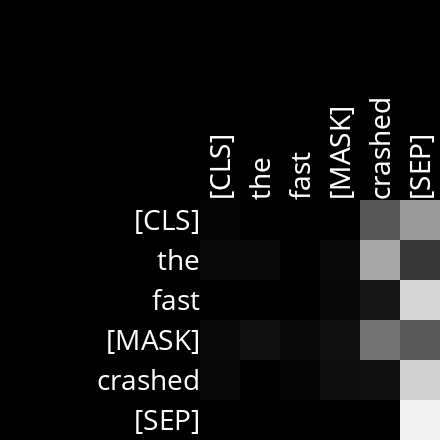 [CLS] the fast [MASK] crashed [SEP]
[CLS]
the
fast
[MASK]
crashed
[SEP]